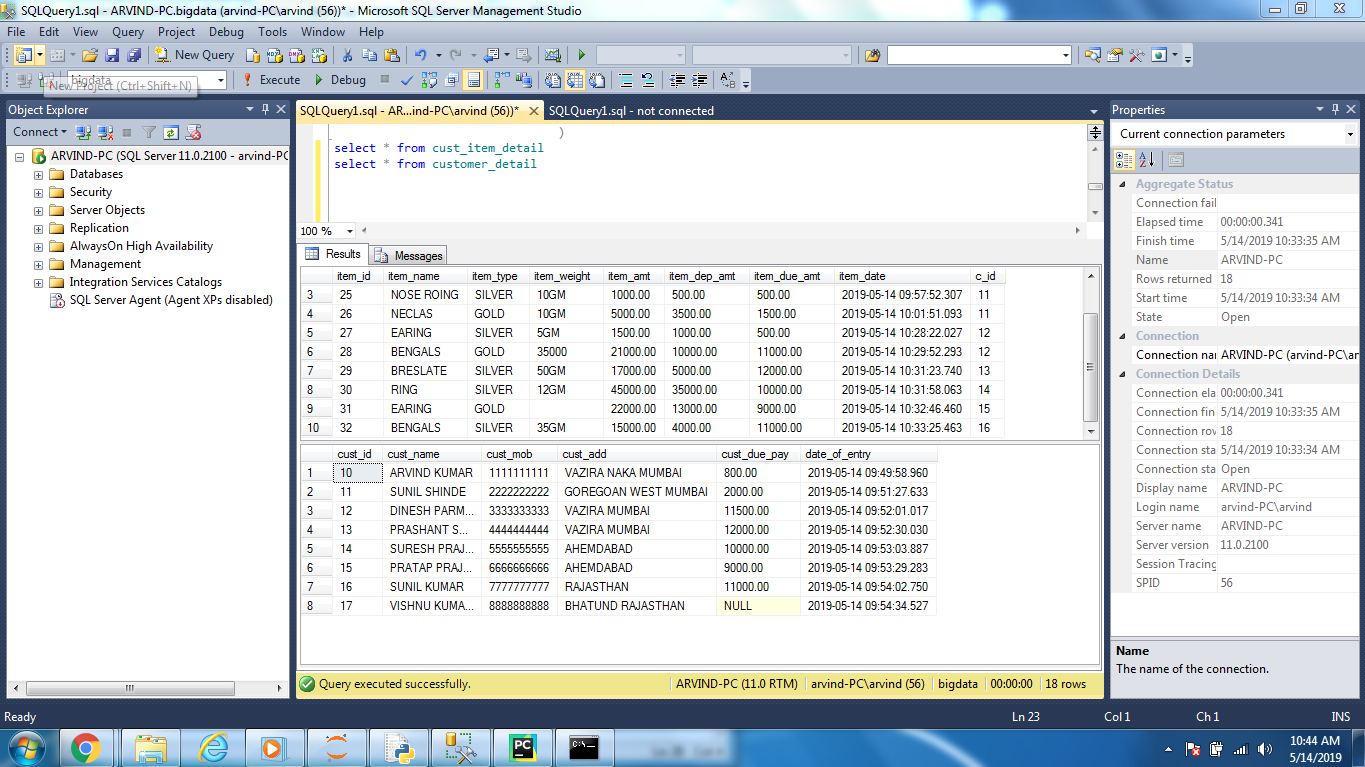 SQLQuery1.sql - ARVIND-PC.bigdata (arvind-PC\arvind (56))* - Microsoft SQL Server Management Studio
File Edit View Query Project Debug Tools Window Help
New Query
bigdata Execute Debug
New Project (Ctrl+Shift+N)
Object Explorer
Connect
ARVIND-PC (SQL Server 11.0.2100 - arvind-PC
Databases
Security
Server Objects
Replication
AlwaysOn High Availability
Management
Integration Services Catalogs
SQL Server Agent (Agent XPs disabled)
SQLQuery1.sql - AR...ind-PC\arvind (56))* SQLQuery1.sql - not connected
)
select * from cust_item_detail
select * from customer_detail
100 %
Results Messages
item_id item_name item_type item_weight item_amt item_dep_amt item_due_amt item_date c_id
3 25 NOSE ROING SILVER 10GM 1000.00 500.00 500.00 2019-05-14 09:57:52.307 11
4 26 NECLAS GOLD 10GM 5000.00 3500.00 1500.00 2019-05-14 10:01:51.093 11
5 27 EARING SILVER 5GM 1500.00 1000.00 500.00 2019-05-14 10:28:22.027 12
6 28 BENGALS GOLD 35000 21000.00 10000.00 11000.00 2019-05-14 10:29:52.293 12
7 29 BRESLATE SILVER 50GM 17000.00 5000.00 12000.00 2019-05-14 10:31:23.740 13
8 30 RING SILVER 12GM 45000.00 35000.00 10000.00 2019-05-14 10:31:58.063 14
9 31 EARING GOLD 22000.00 13000.00 9000.00 2019-05-14 10:32:46.460 15
10 32 BENGALS SILVER 35GM 15000.00 4000.00 11000.00 2019-05-14 10:33:25.463 16
cust_id cust_name cust_mob cust_add cust_due_pay date_of_entry
1 10 ARVIND KUMAR 1111111111 VAZIRA NAKA MUMBAI 800.00 2019-05-14 09:49:58.960
2 11 SUNIL SHINDE 2222222222 GOREGOAN WEST MUMBAI 2000.00 2019-05-14 09:51:27.633
3 12 DINESH PARM... 3333333333 VAZIRA MUMBAI 11500.00 2019-05-14 09:52:01.017
4 13 PRASHANT S... 4444444444 VAZIRA MUMBAI 12000.00 2019-05-14 09:52:30.030
5 14 SURESH PRAJ... 5555555555 AHEMDABAD 10000.00 2019-05-14 09:53:03.887
6 15 PRATAP PRAJ... 6666666666 AHEMDABAD 9000.00 2019-05-14 09:53:29.283
7 16 SUNIL KUMAR 7777777777 RAJASTHAN 11000.00 2019-05-14 09:54:02.750
8 17 VISHNU KUMA... 8888888888 BHATUND RAJASTHAN NULL 2019-05-14 09:54:34.527
Query executed successfully. ARVIND-PC (11.0 RTM) arvind-PC\arvind (56) bigdata 00:00:00 18 rows
Properties
Current connection parameters
Aggregate Status
Connection fail
Elapsed time 00:00:00.341
Finish time 5/14/2019 10:33:35 AM
Name ARVIND-PC
Rows returned 18
Start time 5/14/2019 10:33:34 AM
State Open
Connection
Connection nar ARVIND-PC (arvind-PC\ar
Connection Details
Connection ela 00:00:00.341
Connection fin 5/14/2019 10:33:35 AM
Connection rov 18
Connection sta 5/14/2019 10:33:34 AM
Connection sta Open
Display name ARVIND-PC
Login name arvind-PC\arvind
Server name ARVIND-PC
Server version 11.0.2100
Session Tracing
SPID 56
Name
The name of the connection.
Ready Ln 23 Col 1 Ch 1 INS
10:44 AM
5/14/2019